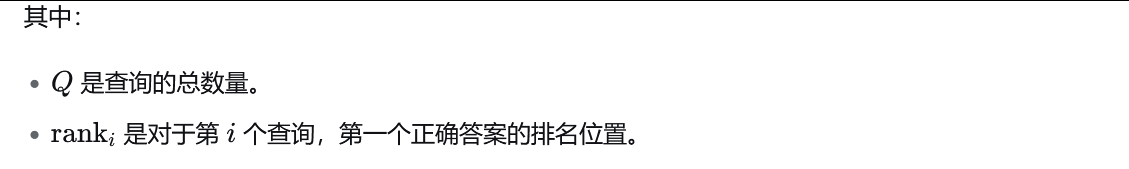 其中：
• Q 是查询的总数量。
• rankᵢ 是对于第 i 个查询，第一个正确答案的排名位置。